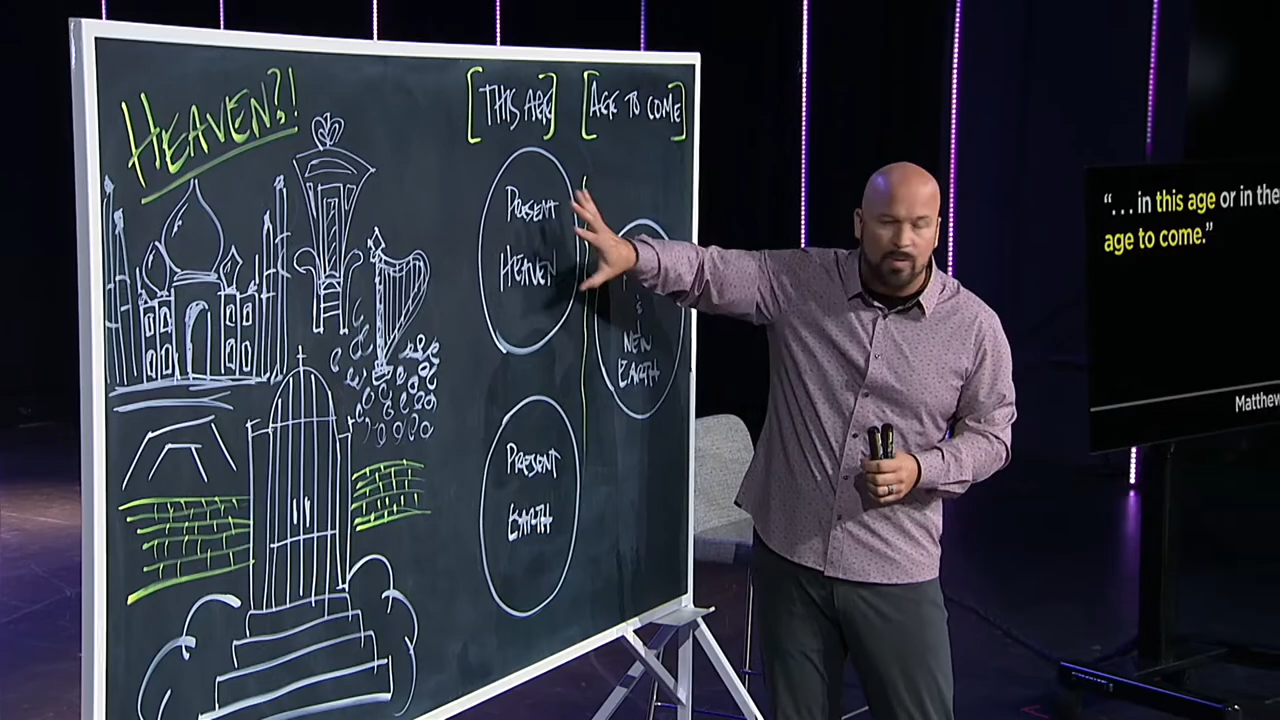 HEAVEN?!
[THIS AGE] [AGE TO COME]
PRESENT
HEAVEN
&
NEW
EARTH
PRESENT
EARTH
“. . . in this age or in the
age to come.”
Matthew